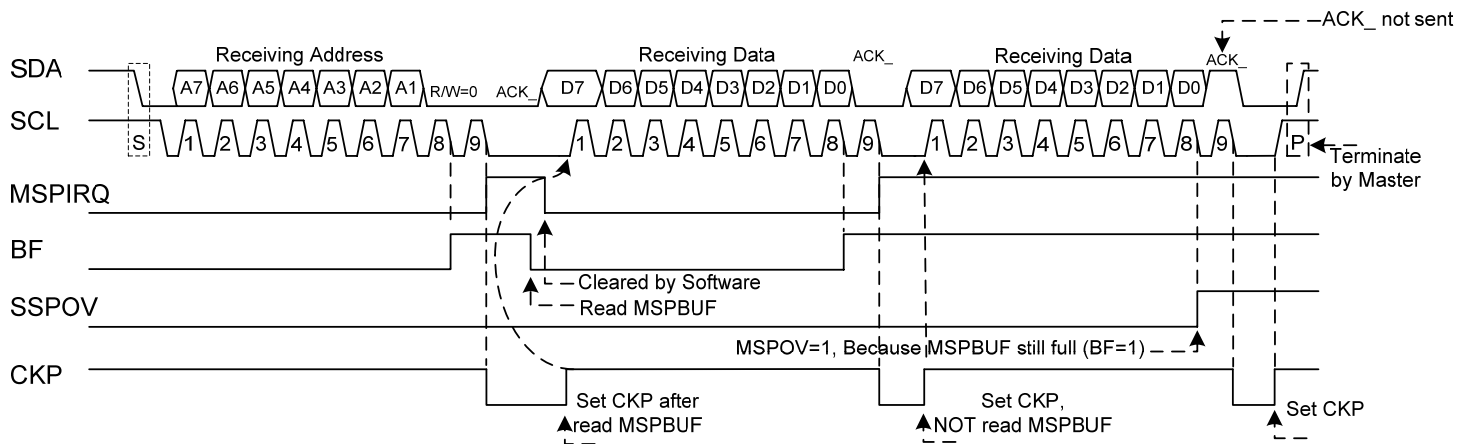 ACK_ not sent
Receiving Address
Receiving Data
ACK_
Receiving Data
ACK_
SDA
A7 A6 A5 A4 A3 A2 A1 R/W=0 ACK_ D7 D6 D5 D4 D3 D2 D1 D0 D7 D6 D5 D4 D3 D2 D1 D0
SCL
S 1 2 3 4 5 6 7 8 9 1 2 3 4 5 6 7 8 9 1 2 3 4 5 6 7 8 9 P
Terminate
by Master
MSPIRQ
BF
Cleared by Software
Read MSPBUF
SSPOV
MSPOV=1, Because MSPBUF still full (BF=1)
CKP
Set CKP after
read MSPBUF
Set CKP,
NOT read MSPBUF
Set CKP